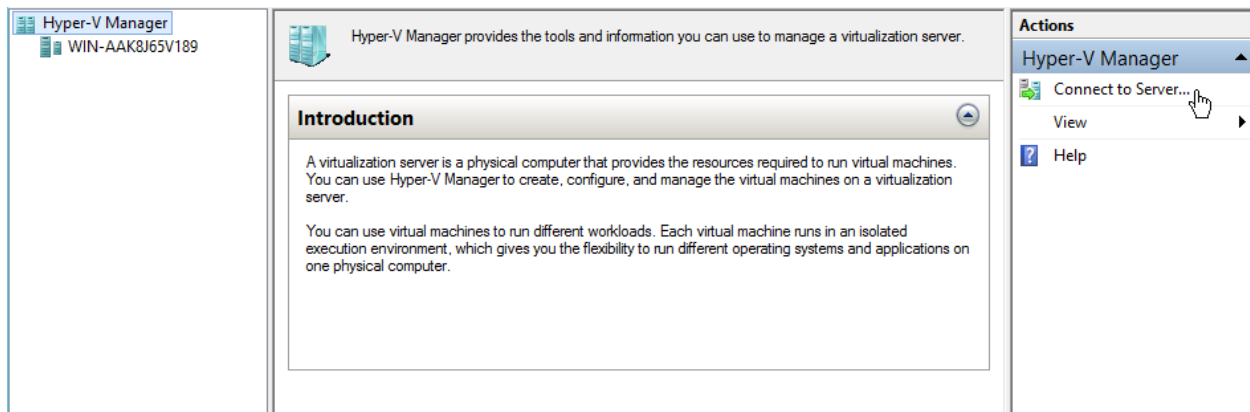 Hyper-V Manager
WIN-AAK8J65V189
Hyper-V Manager provides the tools and information you can use to manage a virtualization server.
Introduction
A virtualization server is a physical computer that provides the resources required to run virtual machines.
You can use Hyper-V Manager to create, configure, and manage the virtual machines on a virtualization
server.
You can use virtual machines to run different workloads. Each virtual machine runs in an isolated
execution environment, which gives you the flexibility to run different operating systems and applications on
one physical computer.
Actions
Hyper-V Manager
Connect to Server...
View
Help